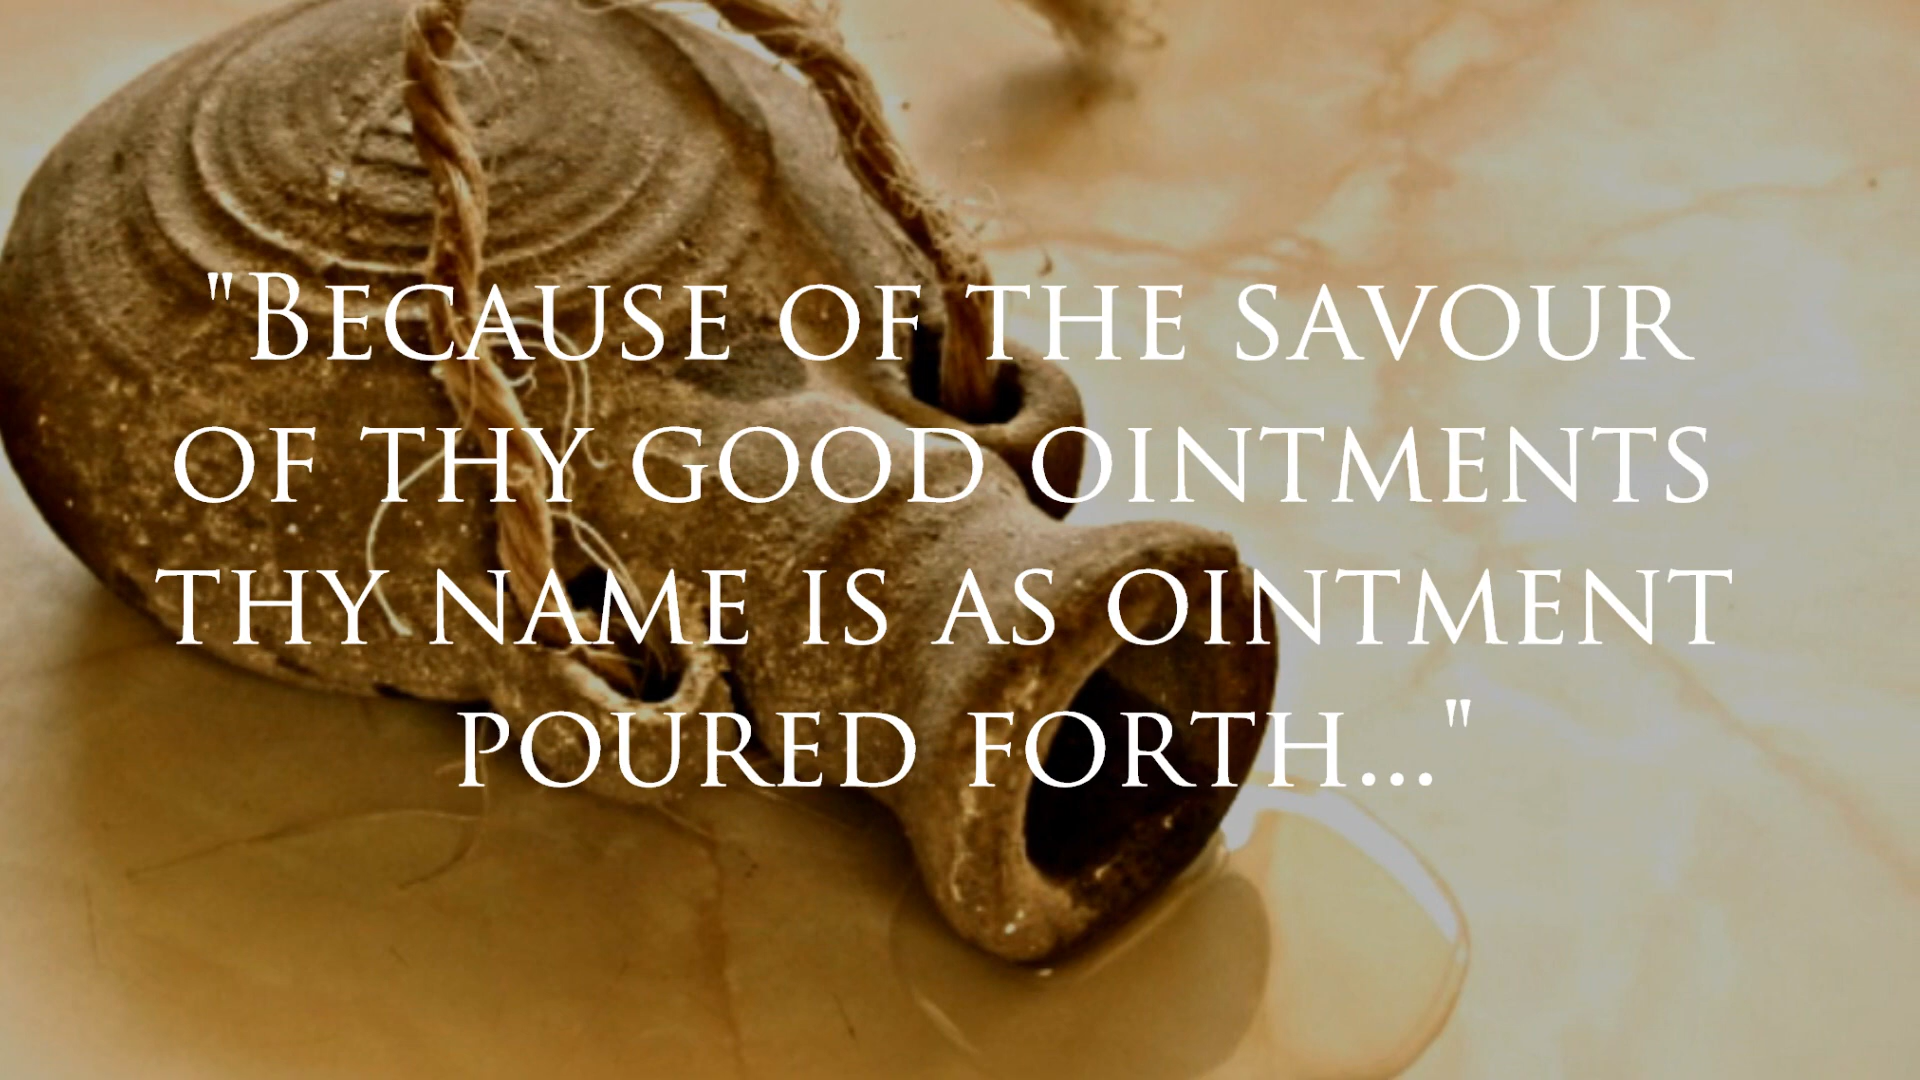 "Because of the savour
of thy good ointments
thy name is as ointment
poured forth..."